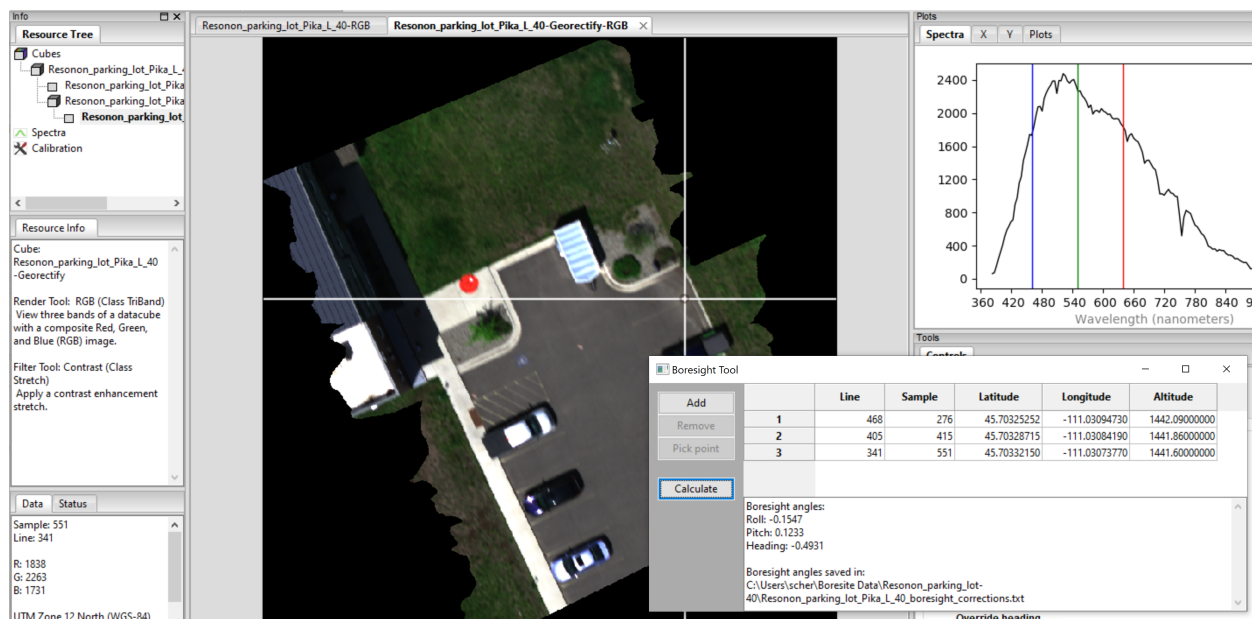 Info
Resource Tree
Cubes
Resonon_parking_lot_Pika_L_
Resonon_parking_lot_Pika
Resonon_parking_lot_Pika
Resonon_parking_lot_
Spectra
Calibration
Resource Info
Cube:
Resonon_parking_lot_Pika_L_40
-Georectify
Render Tool: RGB (Class TriBand)
View three bands of a datacube
with a composite Red, Green,
and Blue (RGB) image.
Filter Tool: Contrast (Class
Stretch)
Apply a contrast enhancement
stretch.
Data Status
Sample: 551
Line: 341
R: 1838
G: 2263
B: 1731
UTM Zone 12 North (WGS-84)
Resonon_parking_lot_Pika_L_40-RGB
Resonon_parking_lot_Pika_L_40-Georectify-RGB
Plots
Spectra X Y Plots
2400
2000
1600
1200
800
400
0
360 420 480 540 600 660 720 780 840 9
Wavelength (nanometers)
Tools
Controls
Boresight Tool
Add
Remove
Pick point
Calculate
Line Sample Latitude Longitude Altitude
1 468 276 45.70325252 -111.03094730 1442.09000000
2 405 415 45.70328715 -111.03084190 1441.86000000
3 341 551 45.70332150 -111.03073770 1441.60000000
Boresight angles:
Roll: -0.1547
Pitch: 0.1233
Heading: -0.4931
Boresight angles saved in:
C:\Users\scher\Boresite Data\Resonon_parking_lot-
40\Resonon_parking_lot_Pika_L_40_boresight_corrections.txt
Override heading